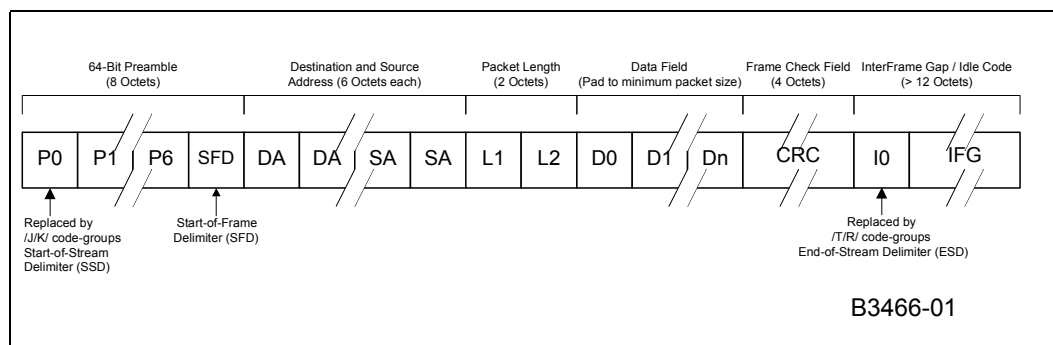 64-Bit Preamble
(8 Octets)
Destination and Source
Address (6 Octets each)
Packet Length
(2 Octets)
Data Field
(Pad to minimum packet size)
Frame Check Field
(4 Octets)
InterFrame Gap / Idle Code
(> 12 Octets)
P0 P1 P6 SFD DA DA SA SA L1 L2 D0 D1 Dn CRC I0 IFG
Replaced by
/J/K/ code-groups
Start-of-Stream
Delimiter (SSD)
Start-of-Frame
Delimiter (SFD)
Replaced by
/T/R/ code-groups
End-of-Stream Delimiter (ESD)
B3466-01